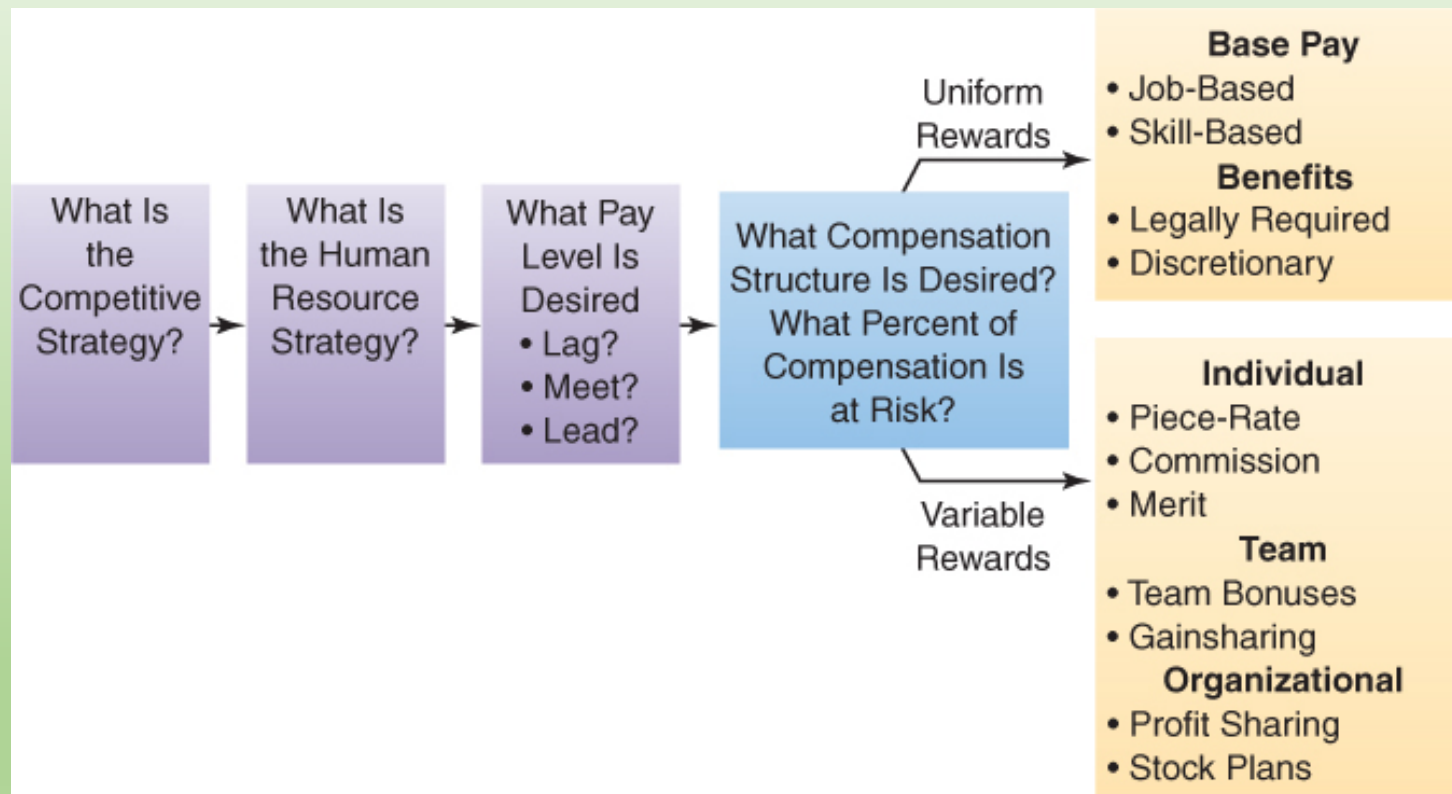 What Is
the
Competitive
Strategy?
What Is
the Human
Resource
Strategy?
What Pay
Level Is
Desired
• Lag?
• Meet?
• Lead?
What Compensation
Structure Is Desired?
What Percent of
Compensation Is
at Risk?
Uniform
Rewards
Base Pay
• Job-Based
• Skill-Based
Benefits
• Legally Required
• Discretionary
Variable
Rewards
Individual
• Piece-Rate
• Commission
• Merit
Team
• Team Bonuses
• Gainsharing
Organizational
• Profit Sharing
• Stock Plans